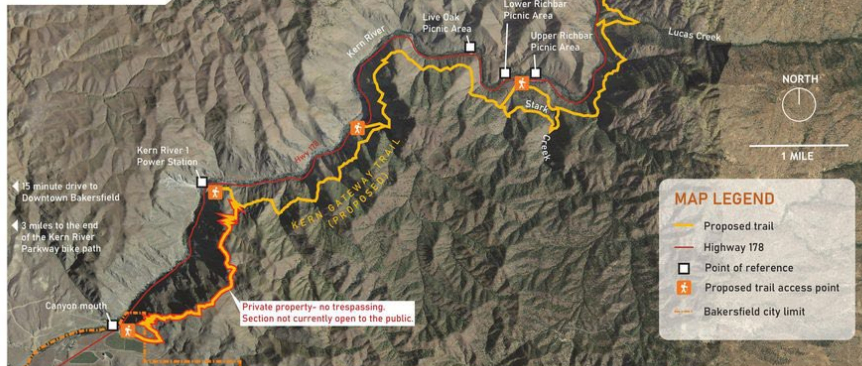 Lower Richbar
Picnic Area
Live Oak
Picnic Area
Upper Richbar
Picnic Area
Lucas Creek
Kern River
NORTH
Stark
Creek
1 MILE
Hwy 178
Kern River 1
Power Station
KERN GATEWAY TRAIL
(PROPOSED)
15 minute drive to
Downtown Bakersfield
3 miles to the end
of the Kern River
Parkway bike path
MAP LEGEND
Proposed trail
Highway 178
Point of reference
Proposed trail access point
Bakersfield city limit
Canyon mouth
Private property- no trespassing.
Section not currently open to the public.